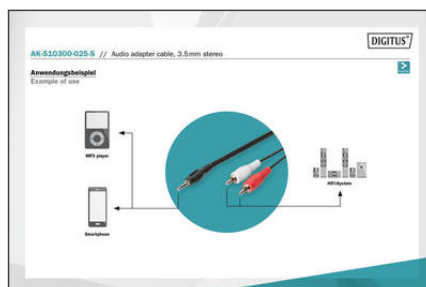 DIGITUS®
AK-510300-025-S // Audio adapter cable, 3.5mm stereo
Anwendungsbeispiel
Example of use
MP3 player
Smartphone
HiFi/System